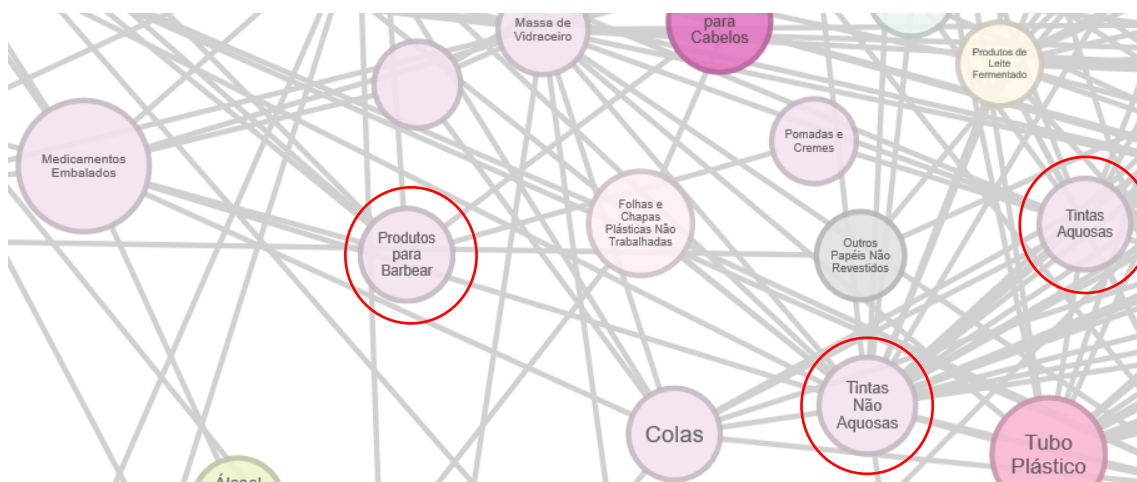 Massa de
Vidraceiro
para
Cabelos
Produtos de
Leite
Fermentado
Pomadas e
Cremes
Medicamentos
Embalados
Folhas e
Chapas
Plásticas Não
Trabalhadas
Tintas
Aquosas
Produtos
para
Barbear
Outros
Papéis Não
Revestidos
Tintas
Não
Aquosas
Colas
Tubo
Plástico
Álcool